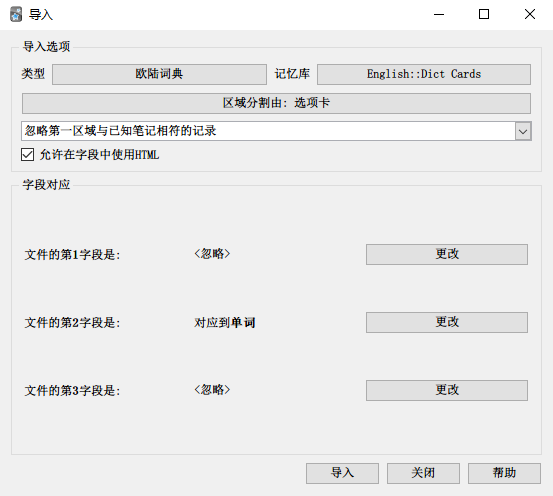 导入
导入选项
类型 欧陆词典 记忆库 English::Dict Cards
区域分割由: 选项卡
忽略第一区域与已知笔记相符的记录
允许在字段中使用HTML
字段对应
文件的第1字段是: <忽略> 更改
文件的第2字段是: 对应到单词 更改
文件的第3字段是: <忽略> 更改
导入 关闭 帮助